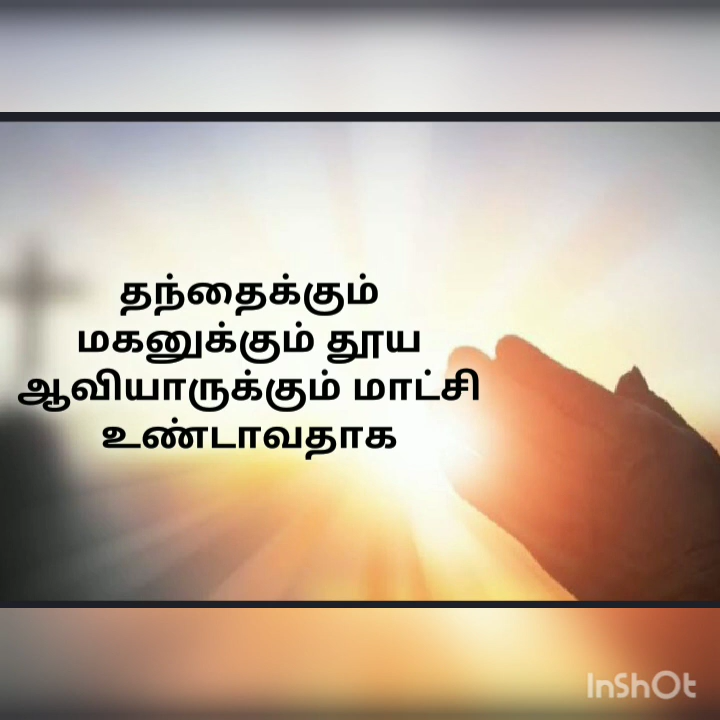 தந்தைக்கும்
மகனுக்கும் தூய
ஆவியாருக்கும் மாட்சி
உண்டாவதாக
InShOt